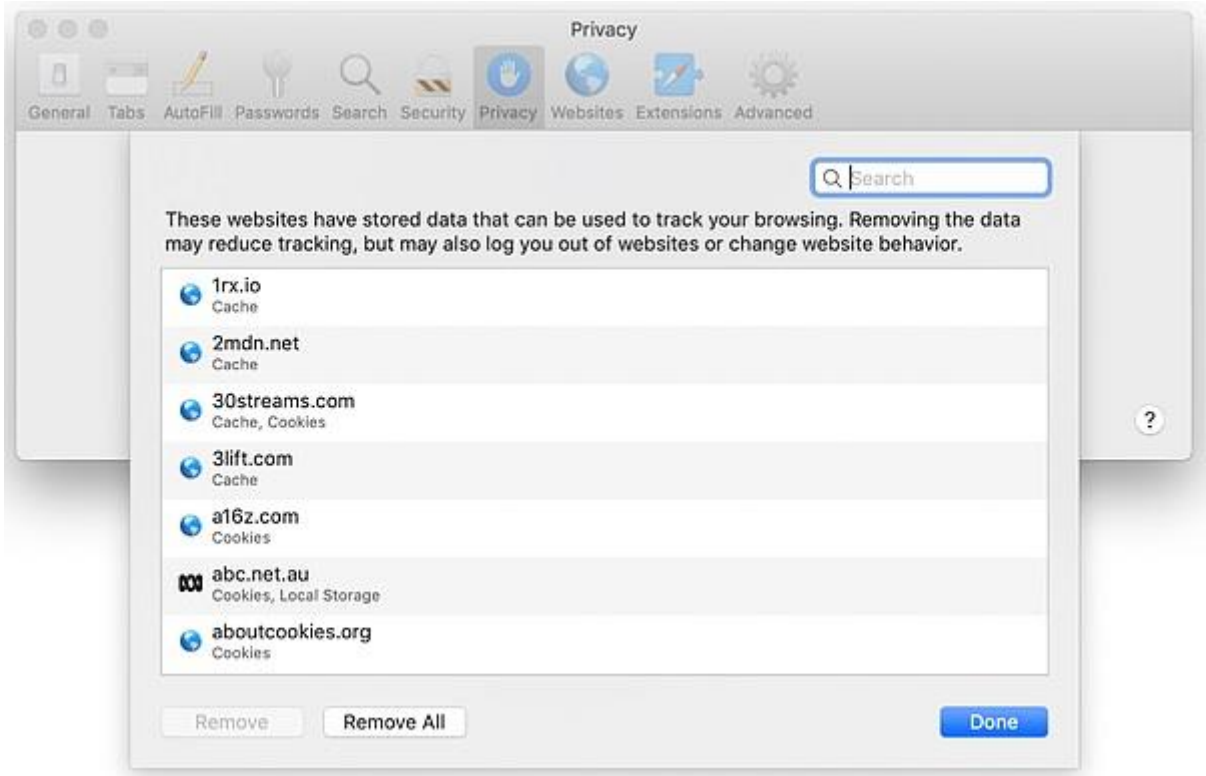 Privacy
General Tabs AutoFill Passwords Search Security Privacy Websites Extensions Advanced
Search
These websites have stored data that can be used to track your browsing. Removing the data
may reduce tracking, but may also log you out of websites or change website behavior.
1rx.io
Cache
2mdn.net
Cache
30streams.com
Cache, Cookies
3lift.com
Cache
?
a16z.com
Cookies
abc.net.au
Cookies, Local Storage
aboutcookies.org
Cookies
Remove Remove All Done